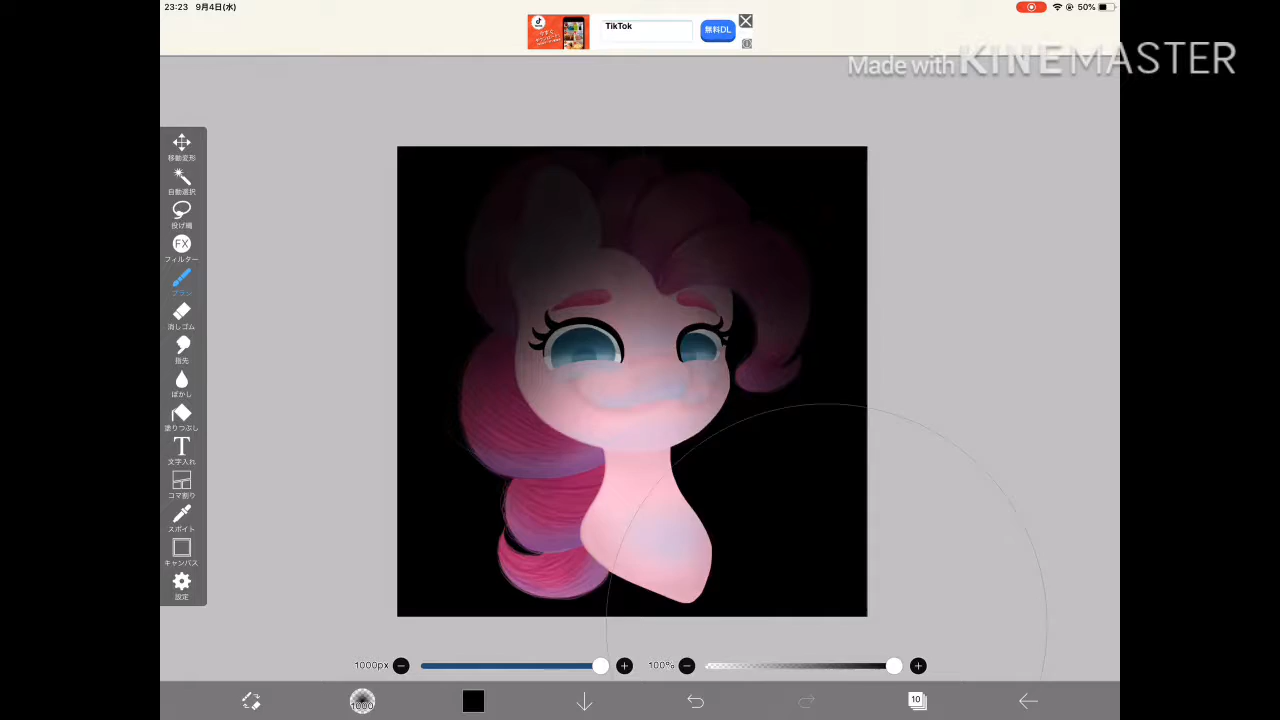 23:23 9月4日(水)
50%
TikTok
無料DL
Made with KINEMASTER
移動変形
自動選択
投げ縄
FX
フィルター
ブラシ
消しゴム
指先
ぼかし
塗りつぶし
T
文字入れ
コマ割り
スポイト
キャンバス
設定
1000px
100%
1000
10